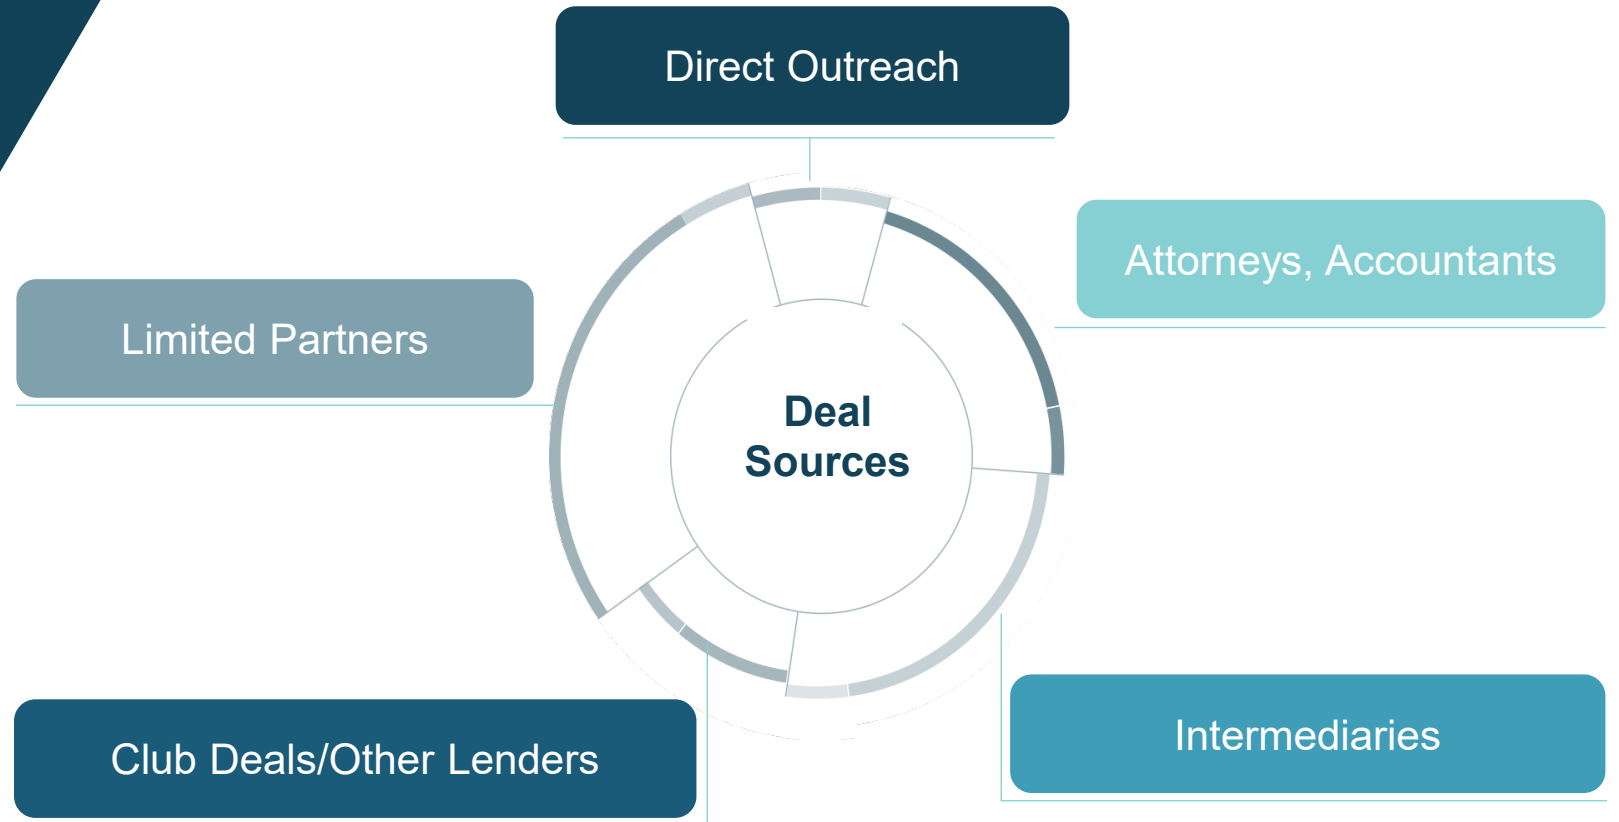 Direct Outreach
Attorneys, Accountants
Limited Partners
Deal
Sources
Intermediaries
Club Deals/Other Lenders